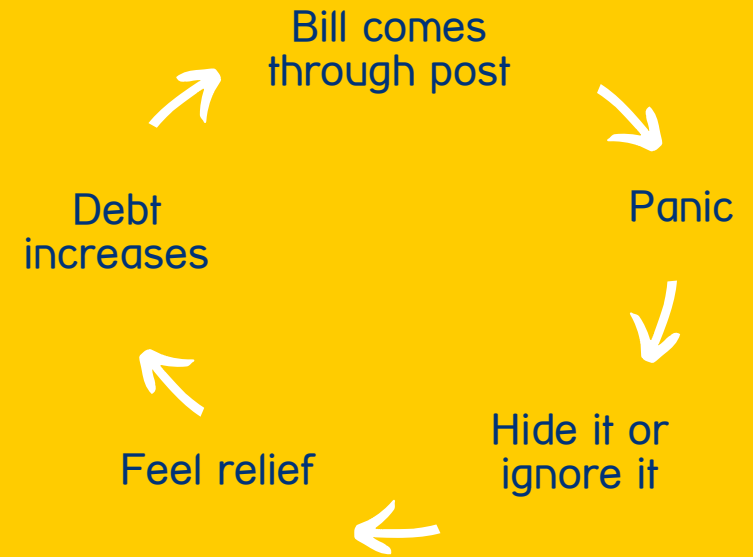 Bill comes
through post
Panic
Hide it or
ignore it
Feel relief
Debt
increases